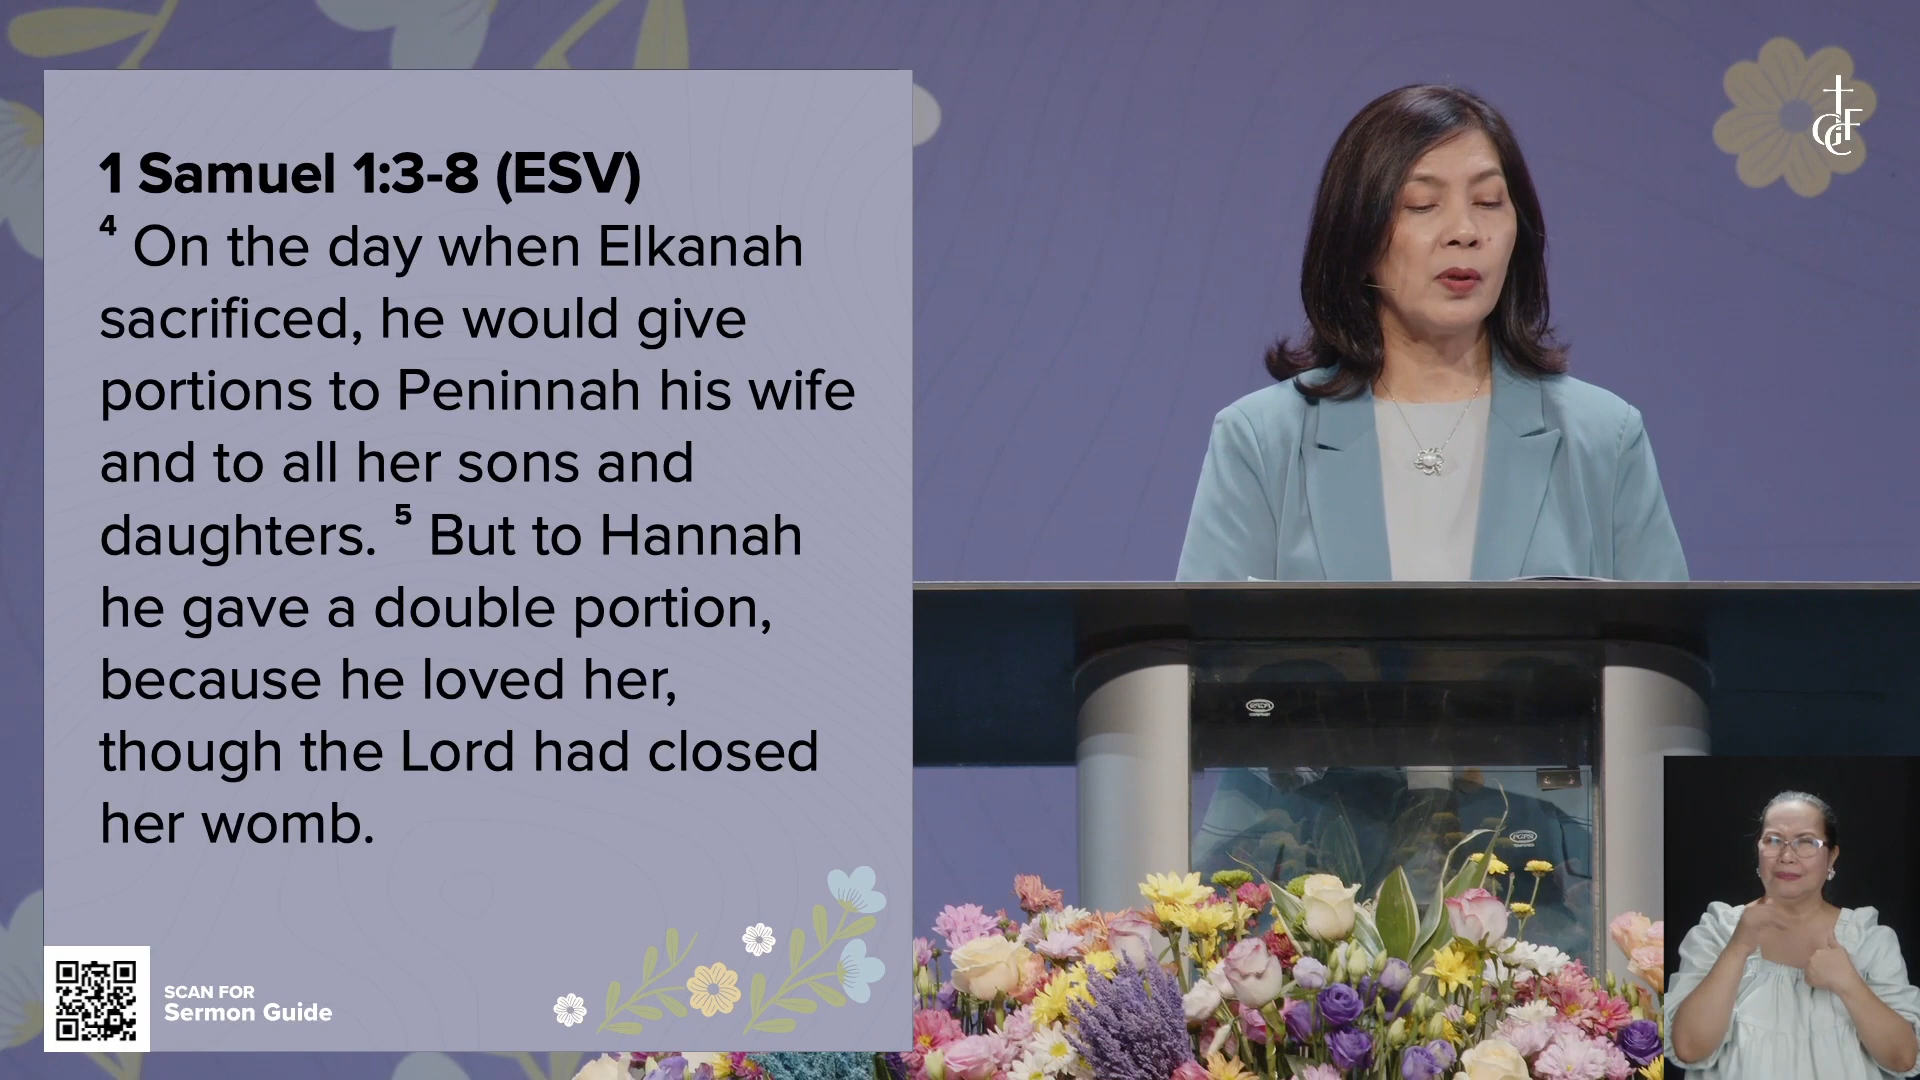 1 Samuel 1:3-8 (ESV)
⁴ On the day when Elkanah
sacrificed, he would give
portions to Peninnah his wife
and to all her sons and
daughters. ⁵ But to Hannah
he gave a double portion,
because he loved her,
though the Lord had closed
her womb.
SCAN FOR
Sermon Guide